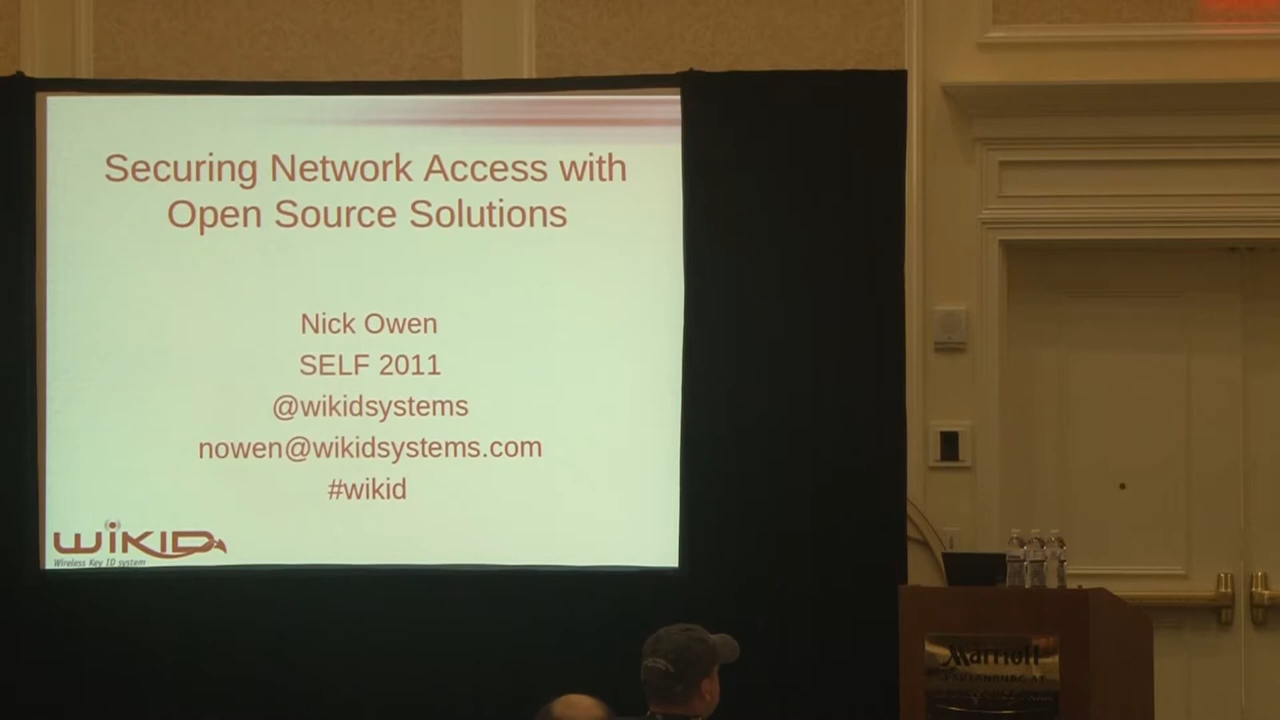 Securing Network Access with
Open Source Solutions
Nick Owen
SELF 2011
@wikidsystems
nowen@wikidsystems.com
#wikid
WiKID
Wireless Key ID system
Marriott